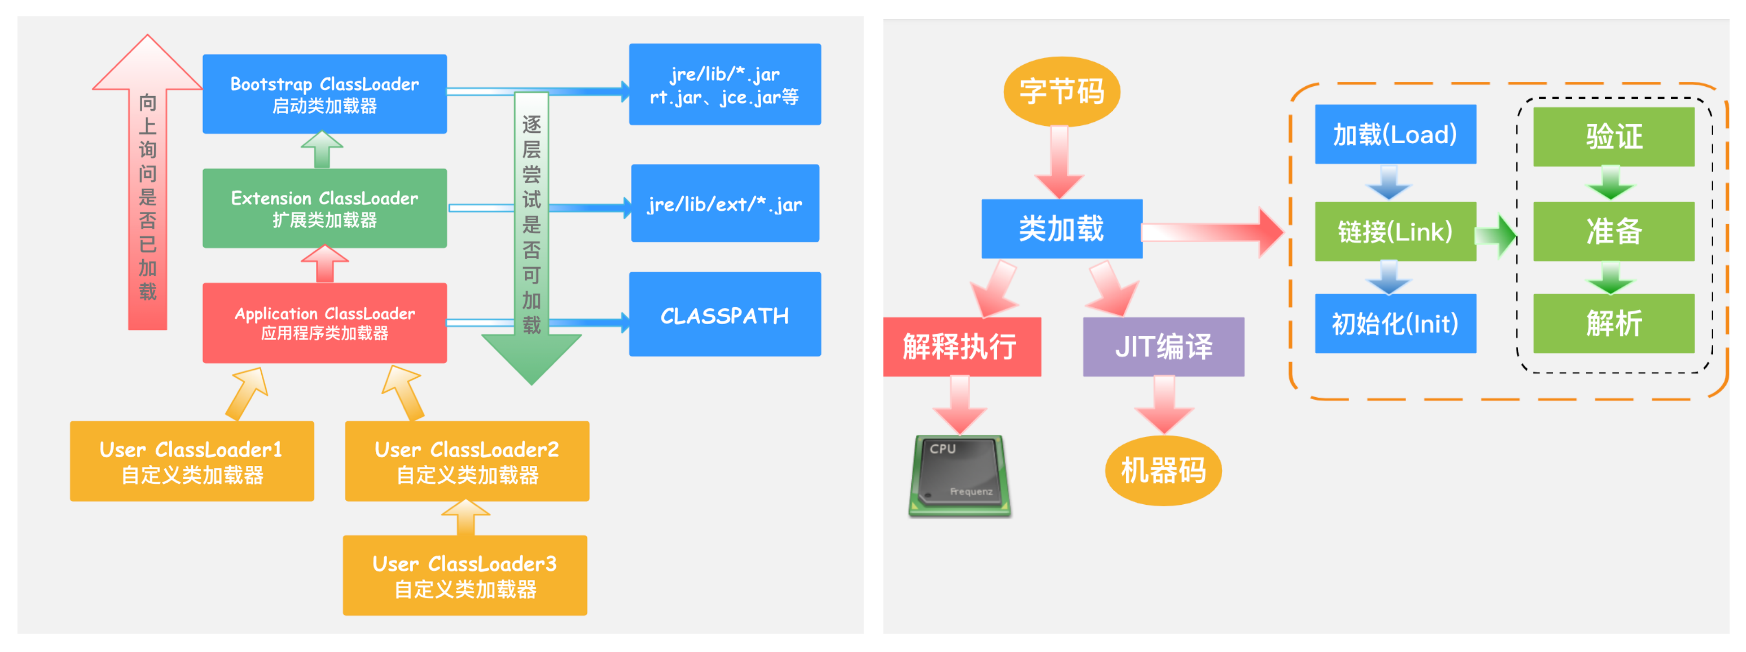 向上询问是否已加载
Bootstrap ClassLoader
启动类加载器
jre/lib/*.jar
rt.jar、jce.jar等
逐层尝试是否可加载
Extension ClassLoader
扩展类加载器
jre/lib/ext/*.jar
Application ClassLoader
应用程序类加载器
CLASSPATH
User ClassLoader1
自定义类加载器
User ClassLoader2
自定义类加载器
User ClassLoader3
自定义类加载器
字节码
类加载
解释执行
JIT编译
CPU
Frequenz
机器码
加载(Load)
链接(Link)
初始化(Init)
验证
准备
解析